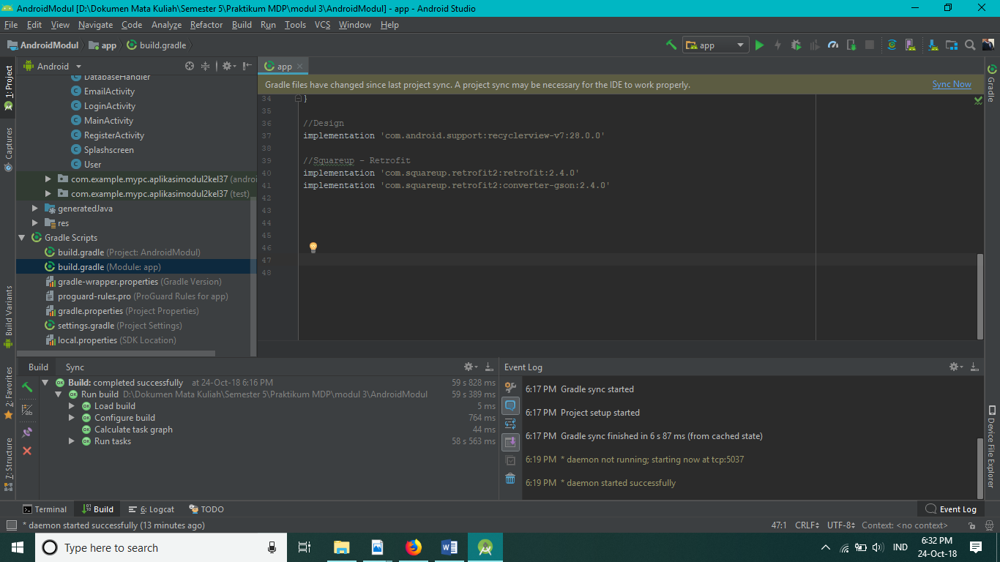 AndroidModul [D:\Dokumen Mata Kuliah\Semester 5\Praktikum MDP\modul 3\AndroidModul] - app - Android Studio
File Edit View Navigate Code Analyze Refactor Build Run Tools VCS Window Help
AndroidModul app build.gradle app
1: Project
Captures
Build Variants
2: Favorites
7: Structure
Android
DatabaseHandler
EmailActivity
LoginActivity
MainActivity
RegisterActivity
Splashscreen
User
com.example.mypc.aplikasimodul2kel37 (androi
com.example.mypc.aplikasimodul2kel37 (test)
generatedJava
res
Gradle Scripts
build.gradle (Project: AndroidModul)
build.gradle (Module: app)
gradle-wrapper.properties (Gradle Version)
proguard-rules.pro (ProGuard Rules for app)
gradle.properties (Project Properties)
settings.gradle (Project Settings)
local.properties (SDK Location)
app
Gradle files have changed since last project sync. A project sync may be necessary for the IDE to work properly. Sync Now
34 }
35
36 //Design
37 implementation 'com.android.support:recyclerview-v7:28.0.0'
38
39 //Squareup - Retrofit
40 implementation 'com.squareup.retrofit2:retrofit:2.4.0'
41 implementation 'com.squareup.retrofit2:converter-gson:2.4.0'
42
43
44
45
46
47
48
Gradle
Device File Explorer
Build Sync
Build: completed successfully at 24-Oct-18 6:16 PM 59 s 828 ms
Run build D:\Dokumen Mata Kuliah\Semester 5\Praktikum MDP\modul 3\AndroidModul 59 s 389 ms
Load build 5 ms
Configure build 764 ms
Calculate task graph 44 ms
Run tasks 58 s 563 ms
Event Log
6:17 PM Gradle sync started
6:17 PM Project setup started
6:17 PM Gradle sync finished in 6 s 87 ms (from cached state)
6:19 PM * daemon not running; starting now at tcp:5037
6:19 PM * daemon started successfully
Terminal Build 6: Logcat TODO Event Log
* daemon started successfully (13 minutes ago) 47:1 CRLF UTF-8 Context: <no context>
Type here to search IND 6:32 PM
24-Oct-18